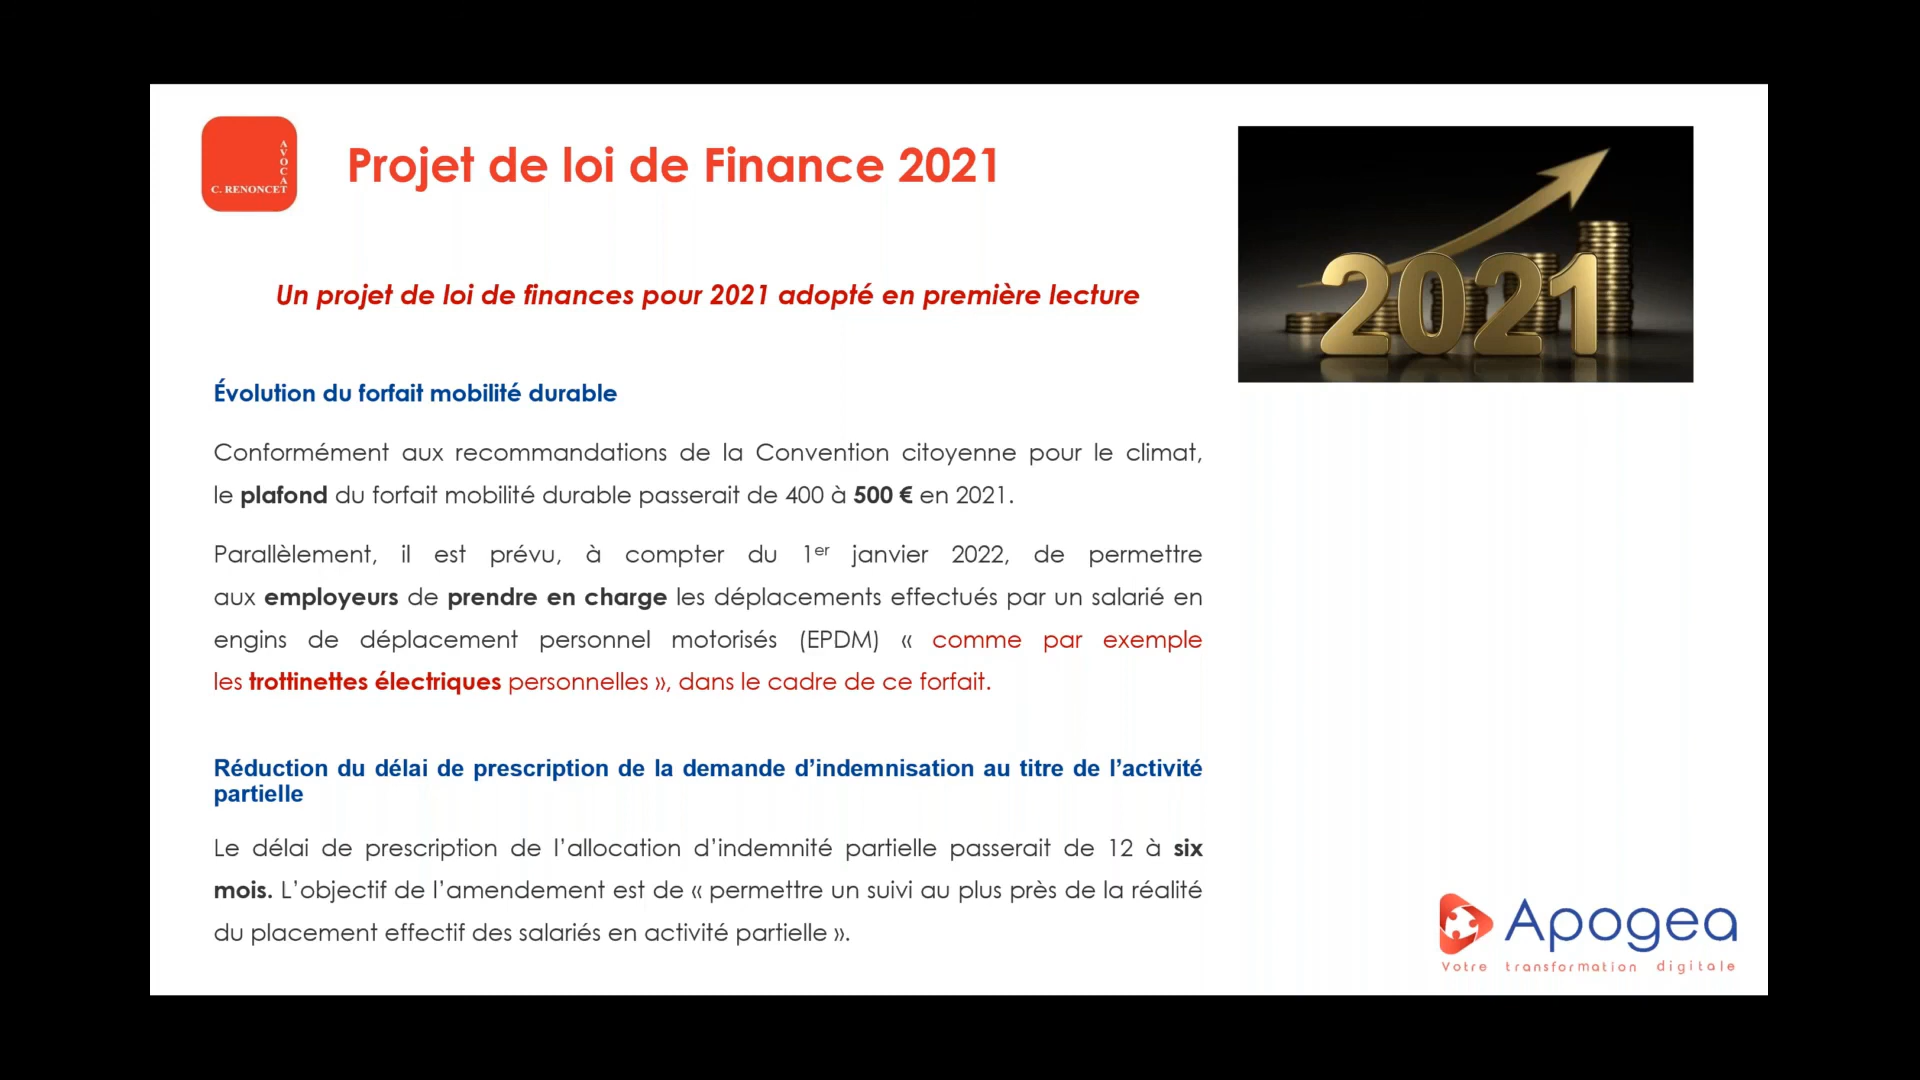 AVOCAT
C. RENONCET
Projet de loi de Finance 2021
2021
Un projet de loi de finances pour 2021 adopté en première lecture
Évolution du forfait mobilité durable
Conformément aux recommandations de la Convention citoyenne pour le climat,
le plafond du forfait mobilité durable passerait de 400 à 500 € en 2021.
Parallèlement, il est prévu, à compter du 1er janvier 2022, de permettre
aux employeurs de prendre en charge les déplacements effectués par un salarié en
engins de déplacement personnel motorisés (EPDM) « comme par exemple
les trottinettes électriques personnelles », dans le cadre de ce forfait.
Réduction du délai de prescription de la demande d’indemnisation au titre de l’activité
partielle
Le délai de prescription de l’allocation d’indemnité partielle passerait de 12 à six
mois. L’objectif de l’amendement est de « permettre un suivi au plus près de la réalité
du placement effectif des salariés en activité partielle ».
Apogea
Votre transformation digitale